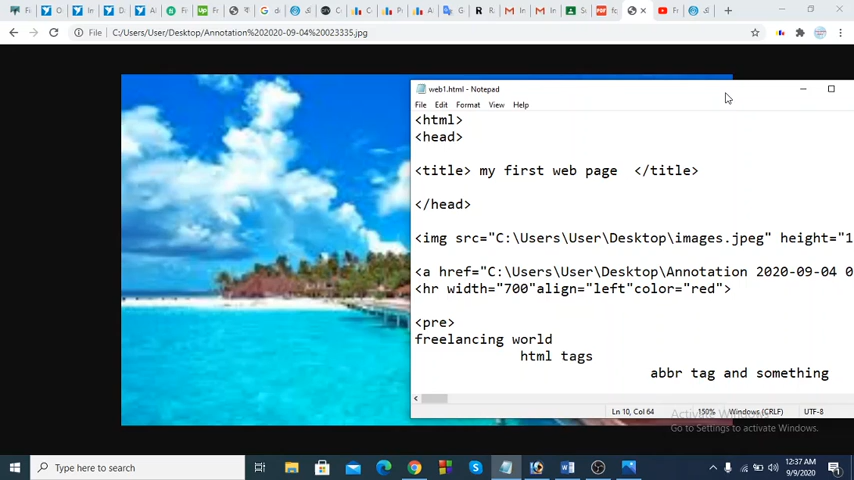 File
C:/Users/User/Desktop/Annotation%202020-09-04%20023335.jpg
web1.html - Notepad
File Edit Format View Help
<html>
<head>
<title> my first web page  </title>
</head>
<img src="C:\Users\User\Desktop\images.jpeg" height="1
<a href="C:\Users\User\Desktop\Annotation 2020-09-04 0
<hr width="700"align="left"color="red">
<pre>
freelancing world
html tags
abbr tag and something
Ln 10, Col 64
150%
Windows (CRLF)
UTF-8
Activate Windows
Go to Settings to activate Windows.
Type here to search
12:37 AM
9/9/2020